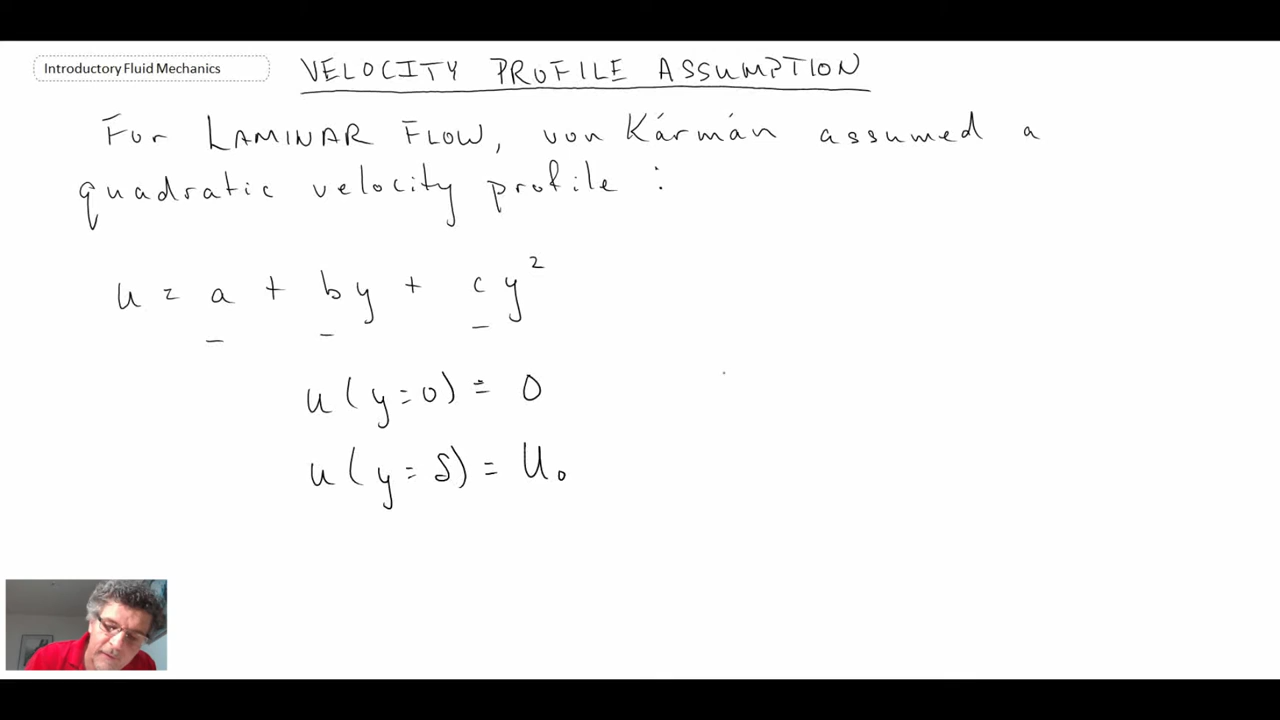 Introductory Fluid Mechanics
VELOCITY PROFILE ASSUMPTION
For LAMINAR FLOW, von Kármán assumed a
quadratic velocity profile :
u = a + by + cy²
u(y=0) = 0
u(y=δ) = U₀